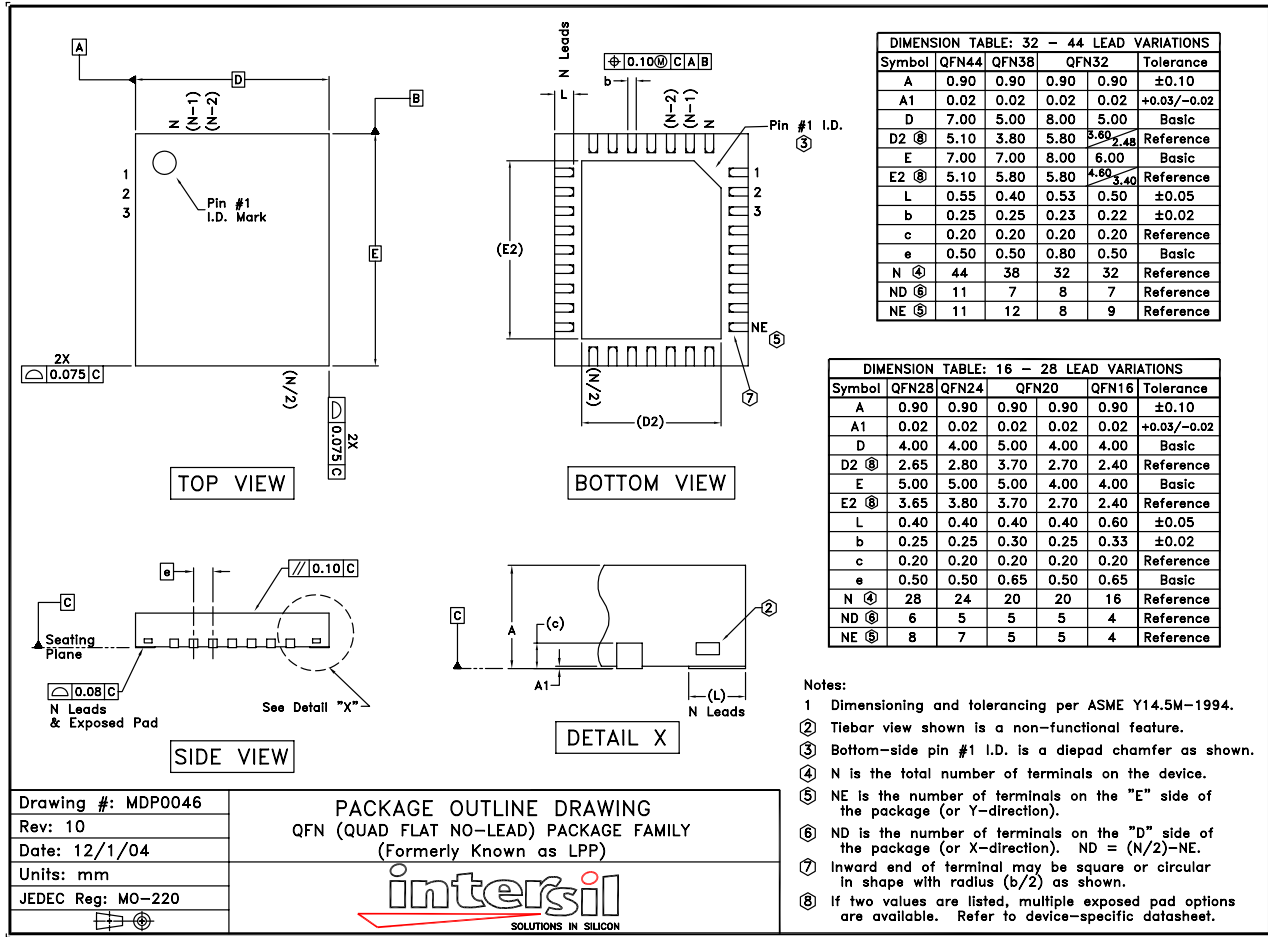 A
D
B
N
(N-1)
(N-2)
1
2
3
Pin #1
I.D. Mark
E
2X
0.075 C
(N/2)
0.075 C
2X
TOP VIEW
N Leads
L
b
0.10Ⓜ C A B
(N-2)
(N-1)
N
Pin #1 I.D.
3
1
2
3
(E2)
NE
5
(N/2)
7
(D2)
BOTTOM VIEW
e
// 0.10 C
C
Seating
Plane
0.08 C
N Leads
& Exposed Pad
See Detail "X"
SIDE VIEW
C
A
(c)
A1
2
(L)
N Leads
DETAIL X
DIMENSION TABLE: 32 - 44 LEAD VARIATIONS
Symbol QFN44 QFN38 QFN32 Tolerance
A 0.90 0.90 0.90 0.90 ±0.10
A1 0.02 0.02 0.02 0.02 +0.03/-0.02
D 7.00 5.00 8.00 5.00 Basic
D2 8 5.10 3.80 5.80 3.60/2.48 Reference
E 7.00 7.00 8.00 6.00 Basic
E2 8 5.10 5.80 5.80 4.60/3.40 Reference
L 0.55 0.40 0.53 0.50 ±0.05
b 0.25 0.25 0.23 0.22 ±0.02
c 0.20 0.20 0.20 0.20 Reference
e 0.50 0.50 0.80 0.50 Basic
N 4 44 38 32 32 Reference
ND 6 11 7 8 7 Reference
NE 5 11 12 8 9 Reference
DIMENSION TABLE: 16 - 28 LEAD VARIATIONS
Symbol QFN28 QFN24 QFN20 QFN16 Tolerance
A 0.90 0.90 0.90 0.90 0.90 ±0.10
A1 0.02 0.02 0.02 0.02 0.02 +0.03/-0.02
D 4.00 4.00 5.00 4.00 4.00 Basic
D2 8 2.65 2.80 3.70 2.70 2.40 Reference
E 5.00 5.00 5.00 4.00 4.00 Basic
E2 8 3.65 3.80 3.70 2.70 2.40 Reference
L 0.40 0.40 0.40 0.40 0.60 ±0.05
b 0.25 0.25 0.30 0.25 0.33 ±0.02
c 0.20 0.20 0.20 0.20 0.20 Reference
e 0.50 0.50 0.65 0.50 0.65 Basic
N 4 28 24 20 20 16 Reference
ND 6 6 5 5 5 4 Reference
NE 5 8 7 5 5 4 Reference
Notes:
1 Dimensioning and tolerancing per ASME Y14.5M-1994.
2 Tiebar view shown is a non-functional feature.
3 Bottom-side pin #1 I.D. is a diepad chamfer as shown.
4 N is the total number of terminals on the device.
5 NE is the number of terminals on the "E" side of
the package (or Y-direction).
6 ND is the number of terminals on the "D" side of
the package (or X-direction). ND = (N/2)-NE.
7 Inward end of terminal may be square or circular
in shape with radius (b/2) as shown.
8 If two values are listed, multiple exposed pad options
are available. Refer to device-specific datasheet.
Drawing #: MDP0046
Rev: 10
Date: 12/1/04
Units: mm
JEDEC Reg: MO-220
PACKAGE OUTLINE DRAWING
QFN (QUAD FLAT NO-LEAD) PACKAGE FAMILY
(Formerly Known as LPP)
intersil
SOLUTIONS IN SILICON